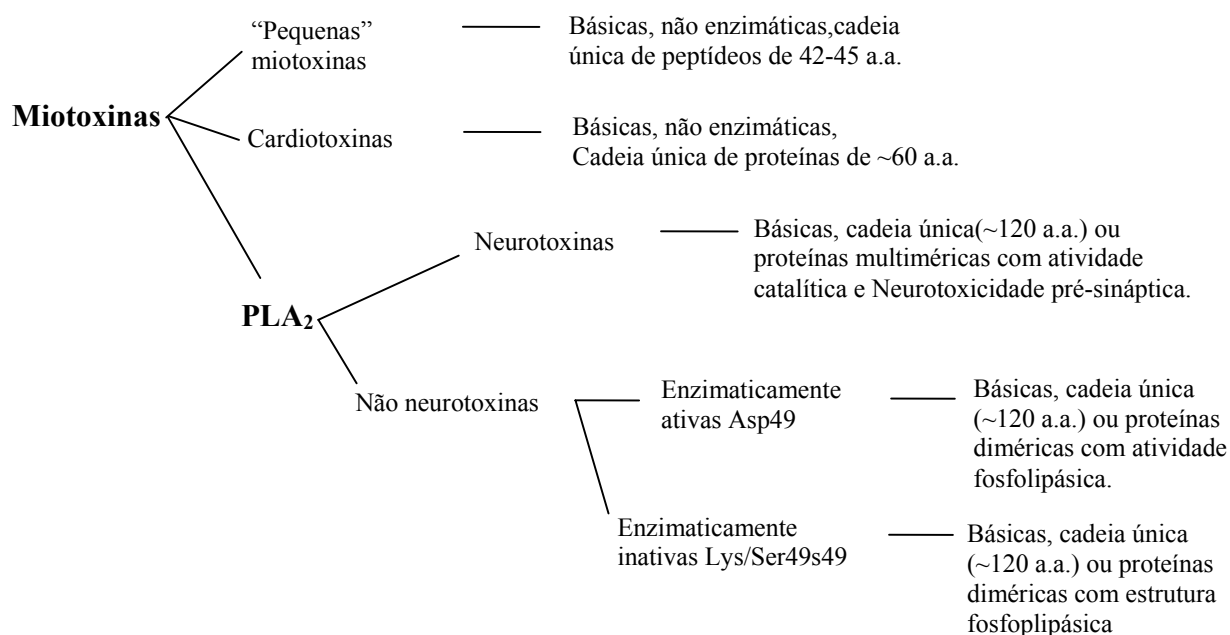 “Pequenas”
miotoxinas
Básicas, não enzimáticas,cadeia
única de peptídeos de 42-45 a.a.
Miotoxinas
Cardiotoxinas
Básicas, não enzimáticas,
Cadeia única de proteínas de ~60 a.a.
Neurotoxinas
Básicas, cadeia única(~120 a.a.) ou
proteínas multiméricas com atividade
catalítica e Neurotoxicidade pré-sináptica.
PLA₂
Não neurotoxinas
Enzimaticamente
ativas Asp49
Básicas, cadeia única
(~120 a.a.) ou proteínas
diméricas com atividade
fosfolipásica.
Enzimaticamente
inativas Lys/Ser49s49
Básicas, cadeia única
(~120 a.a.) ou proteínas
diméricas com estrutura
fosfoplipásica